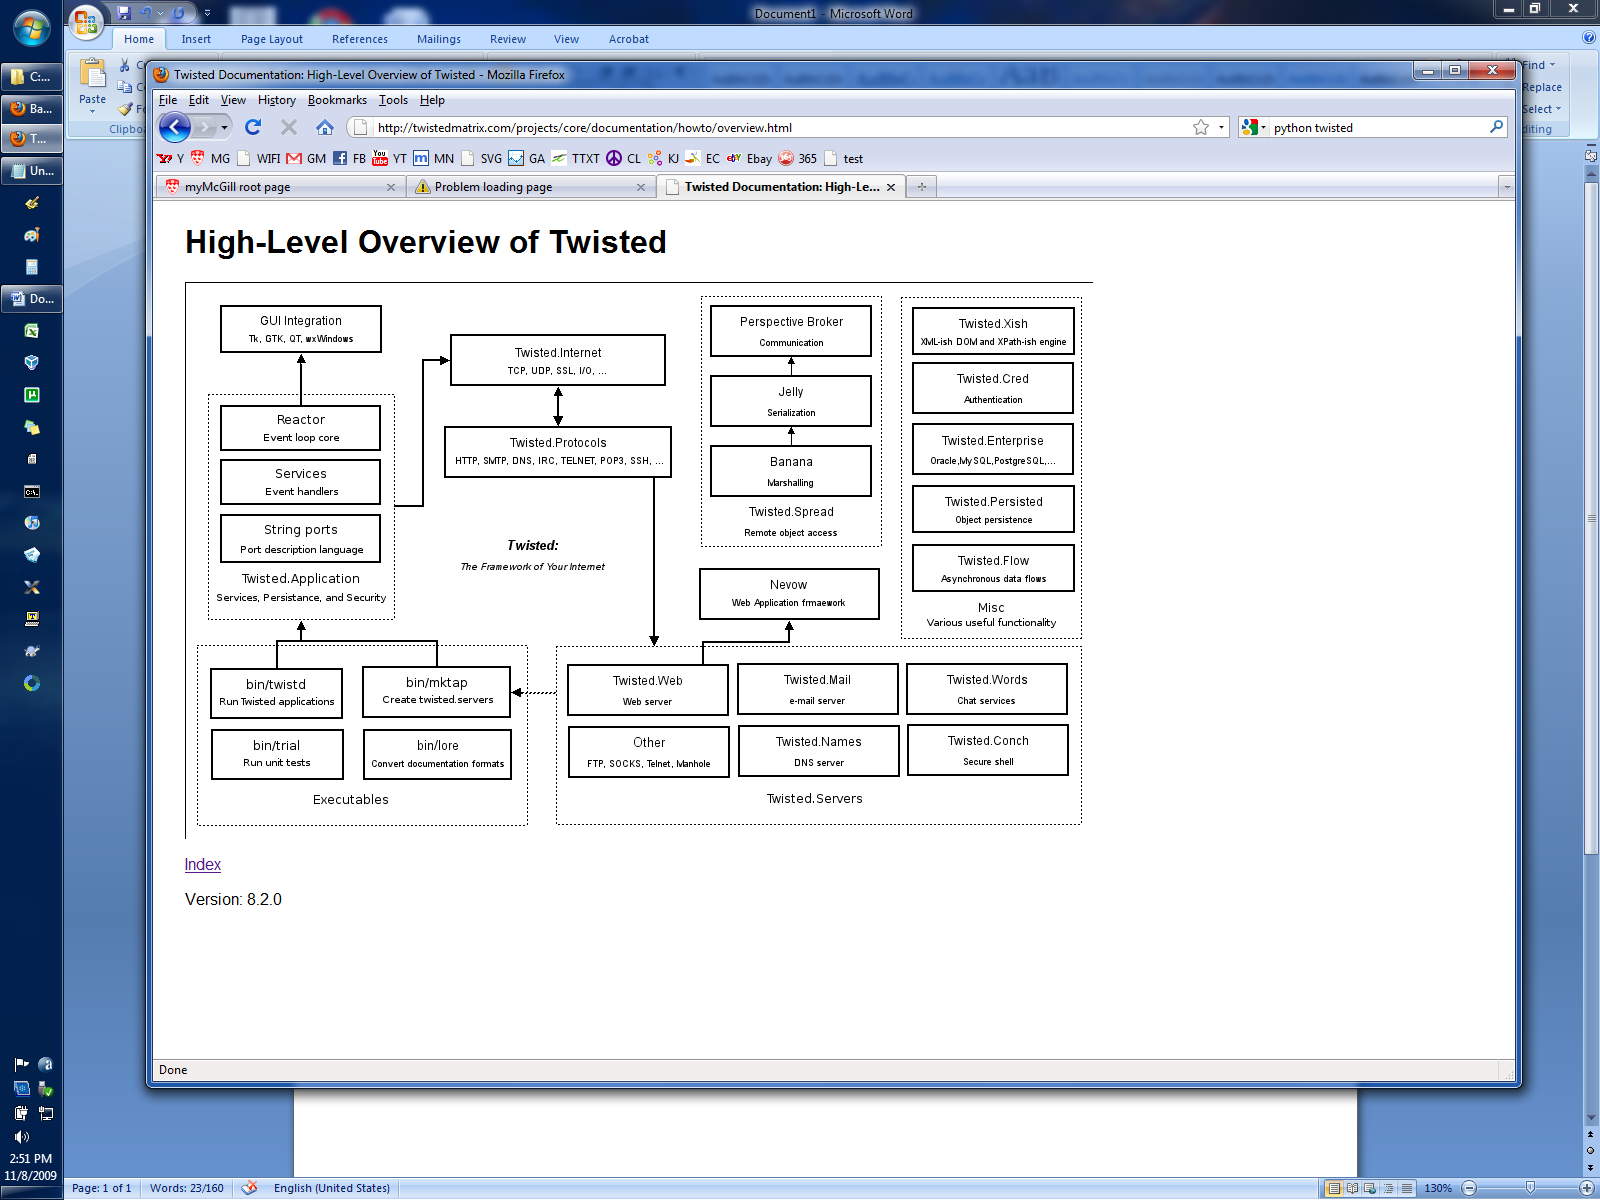 Document1 - Microsoft Word
Home Insert Page Layout References Mailings Review View Acrobat
Paste
Find
Replace
Select
C:...
Ba...
T...
Un...
Do...
Twisted Documentation: High-Level Overview of Twisted - Mozilla Firefox
File Edit View History Bookmarks Tools Help
http://twistedmatrix.com/projects/core/documentation/howto/overview.html
python twisted
Y MG WIFI GM FB YT MN SVG GA TTXT CL KJ EC Ebay 365 test
myMcGill root page
Problem loading page
Twisted Documentation: High-Le...
High-Level Overview of Twisted
GUI Integration
Tk, GTK, QT, wxWindows
Reactor
Event loop core
Services
Event handlers
String ports
Port description language
Twisted.Application
Services, Persistance, and Security
Twisted.Internet
TCP, UDP, SSL, I/O, ...
Twisted.Protocols
HTTP, SMTP, DNS, IRC, TELNET, POP3, SSH, ...
Twisted:
The Framework of Your Internet
Perspective Broker
Communication
Jelly
Serialization
Banana
Marshalling
Twisted.Spread
Remote object access
Nevow
Web Application frmaework
Twisted.Xish
XML-ish DOM and XPath-ish engine
Twisted.Cred
Authentication
Twisted.Enterprise
Oracle,MySQL,PostgreSQL,...
Twisted.Persisted
Object persistence
Twisted.Flow
Asynchronous data flows
Misc
Various useful functionality
bin/twistd
Run Twisted applications
bin/mktap
Create twisted.servers
bin/trial
Run unit tests
bin/lore
Convert documentation formats
Executables
Twisted.Web
Web server
Twisted.Mail
e-mail server
Twisted.Words
Chat services
Other
FTP, SOCKS, Telnet, Manhole
Twisted.Names
DNS server
Twisted.Conch
Secure shell
Twisted.Servers
Index
Version: 8.2.0
Done
2:51 PM
11/8/2009
Page: 1 of 1 Words: 23/160 English (United States) 130%